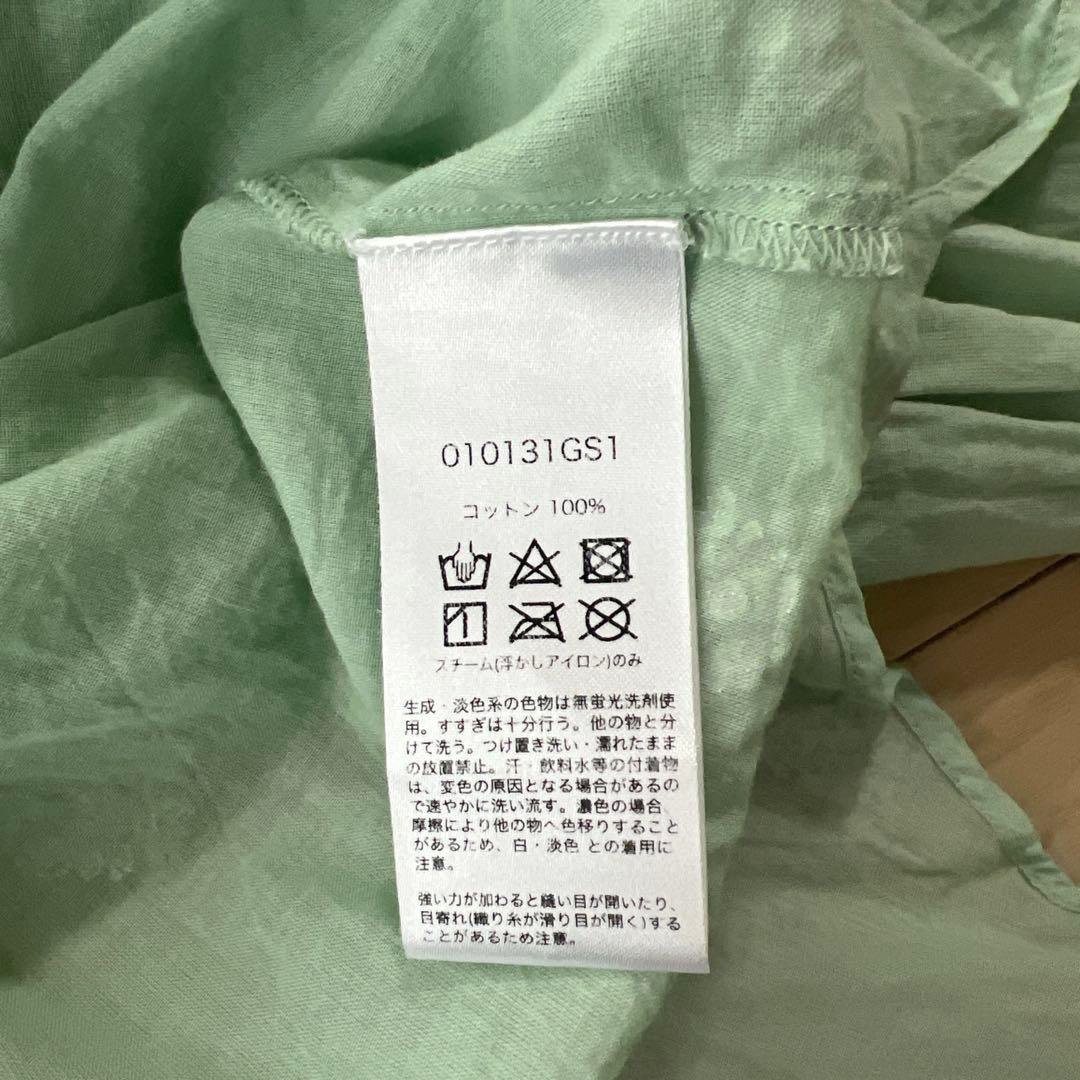 010131GS1
コットン 100%
スチーム(浮かしアイロン)のみ
生成・淡色系の色物は無蛍光洗剤使
用。すすぎは十分行う。他の物と分
けて洗う。つけ置き洗い・濡れたまま
の放置禁止。汗・飲料水等の付着物
は、変色の原因となる場合があるの
で速やかに洗い流す。濃色の場合、
摩擦により他の物へ色移りすること
があるため、白・淡色 との着用に
注意。
強い力が加わると縫い目が開いたり、
目寄れ(織り糸が滑り目が開く)する
ことがあるため注意。